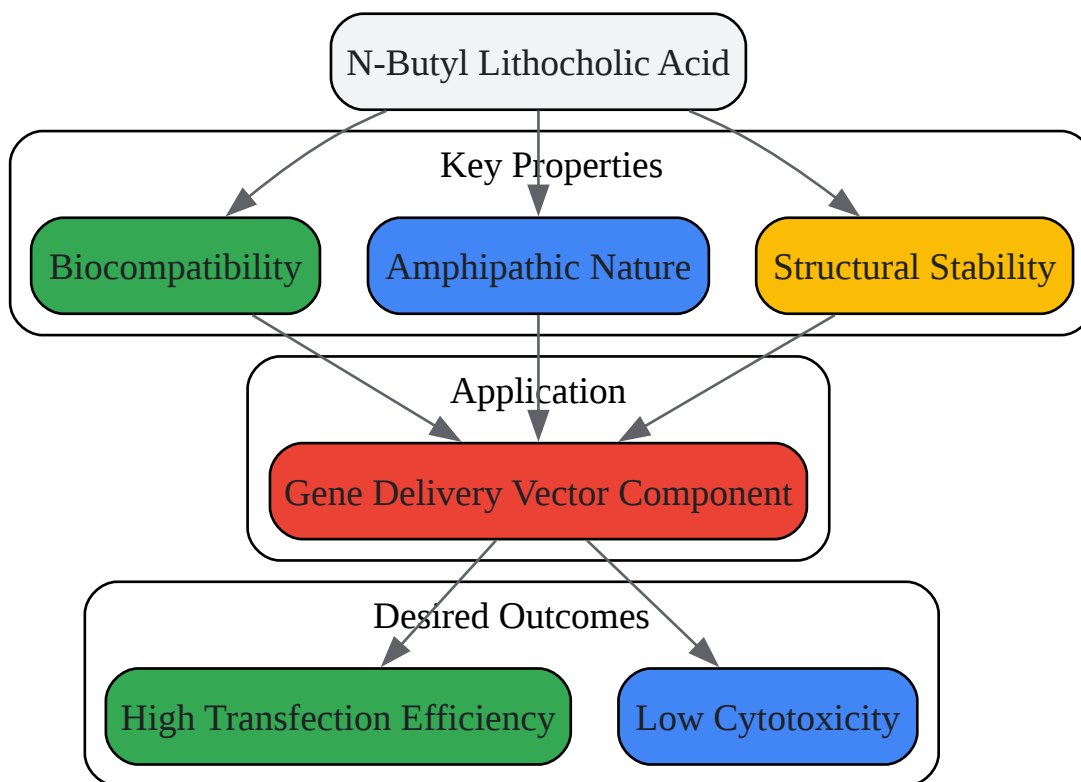 N-Butyl Lithocholic Acid
Key Properties
Biocompatibility
Amphipathic Nature
Structural Stability
Application
Gene Delivery Vector Component
Desired Outcomes
High Transfection Efficiency
Low Cytotoxicity